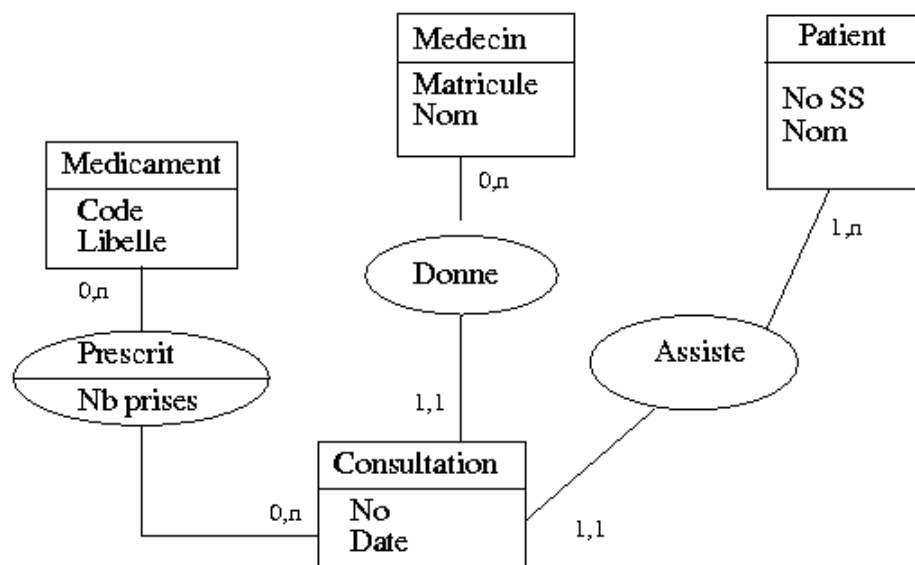 Medecin
Matricule
Nom
0,n
Patient
No SS
Nom
1,n
Medicament
Code
Libelle
0,n
Donne
Prescrit
Nb prises
Assiste
1,1
Consultation
No
Date
0,n
1,1